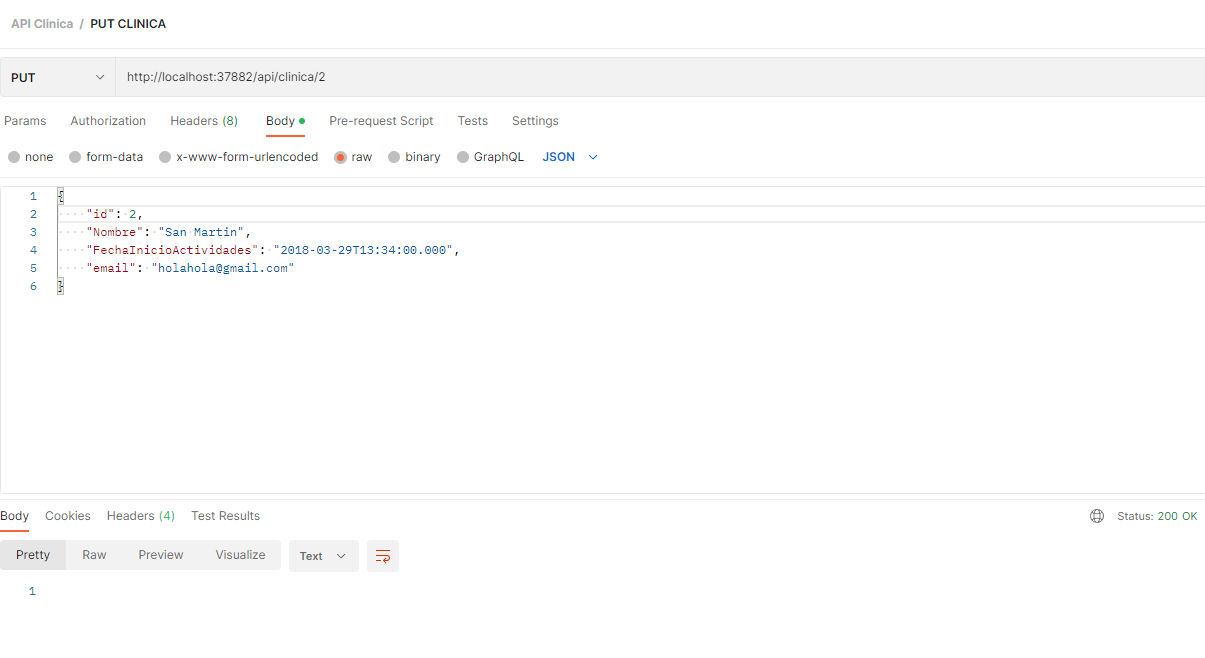 API Clinica / PUT CLINICA
PUT http://localhost:37882/api/clinica/2
Params Authorization Headers (8) Body Pre-request Script Tests Settings
none form-data x-www-form-urlencoded raw binary GraphQL JSON
1 {
2 "id": 2,
3 "Nombre": "San Martin",
4 "FechaInicioActividades": "2018-03-29T13:34:00.000",
5 "email": "holahola@gmail.com"
6 }
Body Cookies Headers (4) Test Results Status: 200 OK
Pretty Raw Preview Visualize Text
1